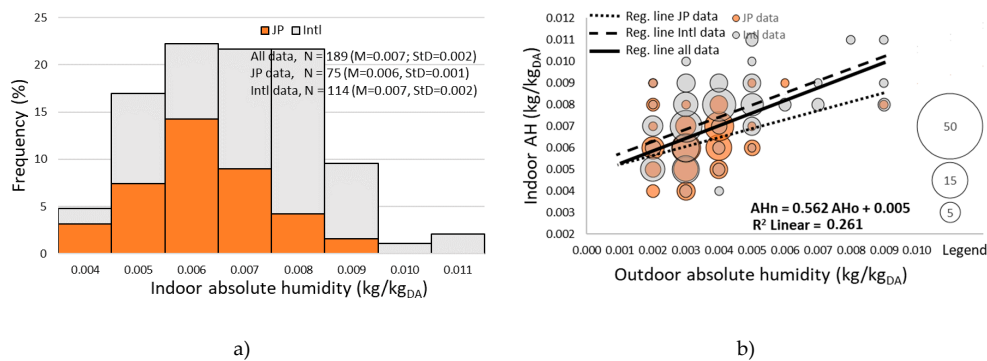 JP Intl
All data, N = 189 (M=0.007; StD=0.002)
JP data, N = 75 (M=0.006, StD=0.001)
Intl data, N = 114 (M=0.007, StD=0.002)
Frequency (%)
25
20
15
10
5
0
0.004 0.005 0.006 0.007 0.008 0.009 0.010 0.011
Indoor absolute humidity (kg/kgDA)
a)
Reg. line JP data
Reg. line Intl data
Reg. line all data
JP data
Intl data
Indoor AH (kg/kgDA)
0.012
0.011
0.010
0.009
0.008
0.007
0.006
0.005
0.004
0.003
0.002
AHn = 0.562 AHo + 0.005
R² Linear = 0.261
50
15
3
Legend
0.000 0.001 0.002 0.003 0.004 0.005 0.006 0.007 0.008 0.009 0.010
Outdoor absolute humidity (kg/kgDA)
b)